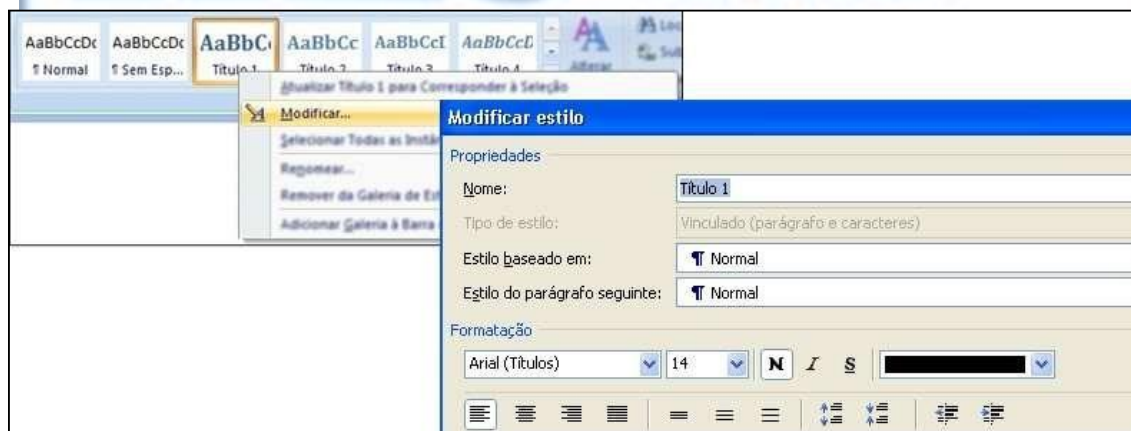 AaBbCcDc AaBbCcDc AaBbC AaBbCc AaBbCcI AaBbCcD
¶ Normal ¶ Sem Esp... Título 1 Título 2 Título 3 Título 4 Alterar
Atualizar Título 1 para Corresponder à Seleção
Modificar...
Selecionar Todas as
Renomear...
Remover da Galeria de
Adicionar Galeria à Barra
Modificar estilo
Propriedades
Nome: Título 1
Tipo de estilo: Vinculado (parágrafo e caracteres)
Estilo baseado em: ¶ Normal
Estilo do parágrafo seguinte: ¶ Normal
Formatação
Arial (Títulos) 14 N I S